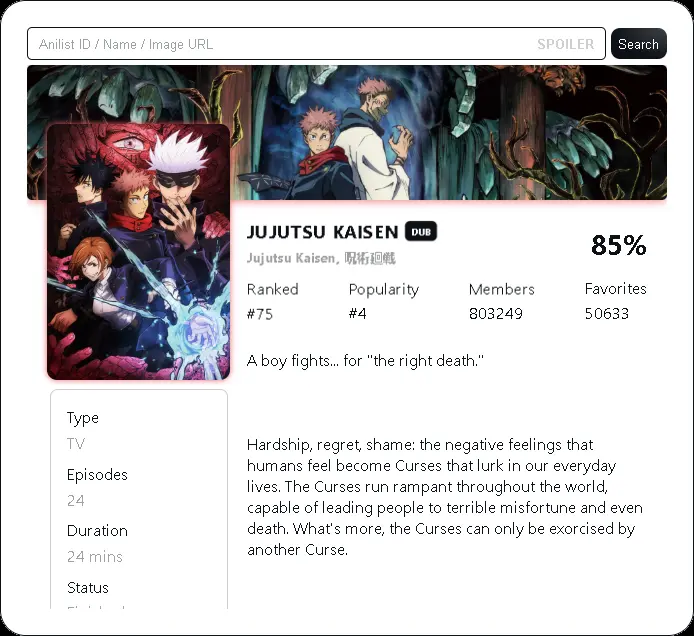 Anilist ID / Name / Image URL SPOILER Search
JUJUTSU KAISEN DUB
85%
Jujutsu Kaisen, 呪術廻戦
Ranked Popularity Members Favorites
#75 #4 803249 50633
A boy fights... for "the right death."
Hardship, regret, shame: the negative feelings that
humans feel become Curses that lurk in our everyday
lives. The Curses run rampant throughout the world,
capable of leading people to terrible misfortune and even
death. What's more, the Curses can only be exorcised by
another Curse.
Type
TV
Episodes
24
Duration
24 mins
Status